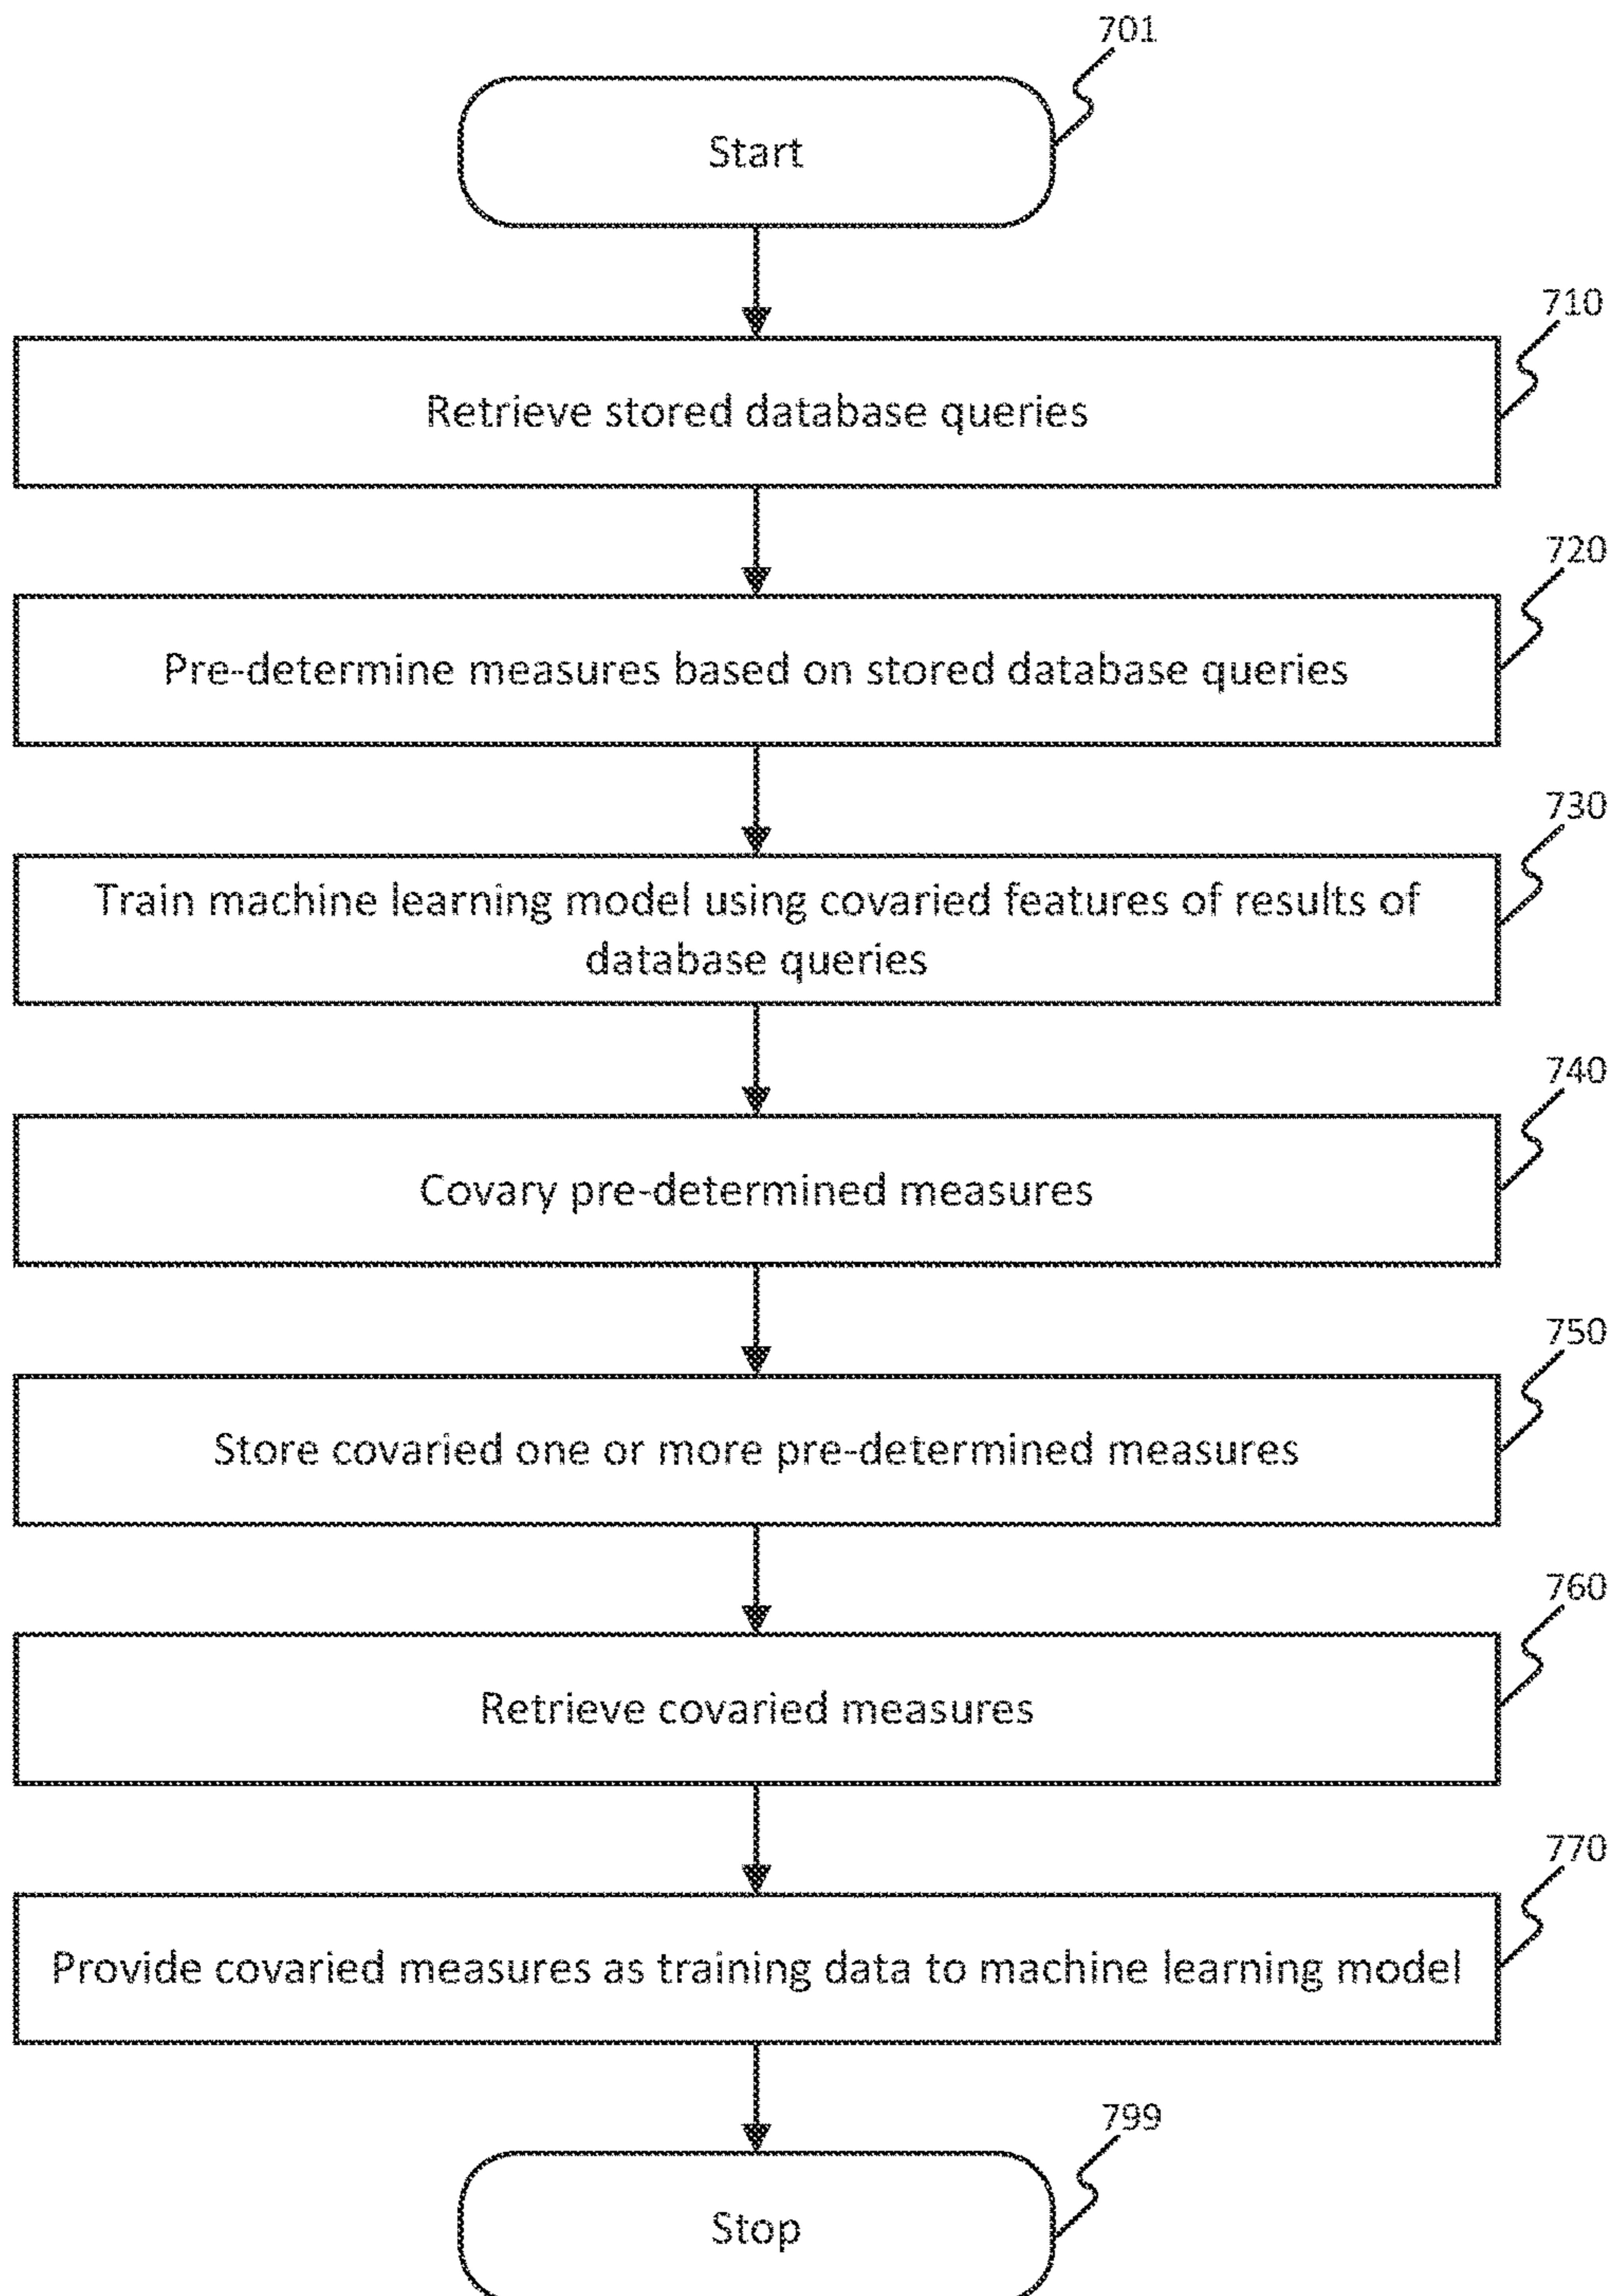 701
Start
710
Retrieve stored database queries
720
Pre-determine measures based on stored database queries
730
Train machine learning model using covaried features of results of
database queries
740
Covary pre-determined measures
750
Store covaried one or more pre-determined measures
760
Retrieve covaried measures
770
Provide covaried measures as training data to machine learning model
799
Stop